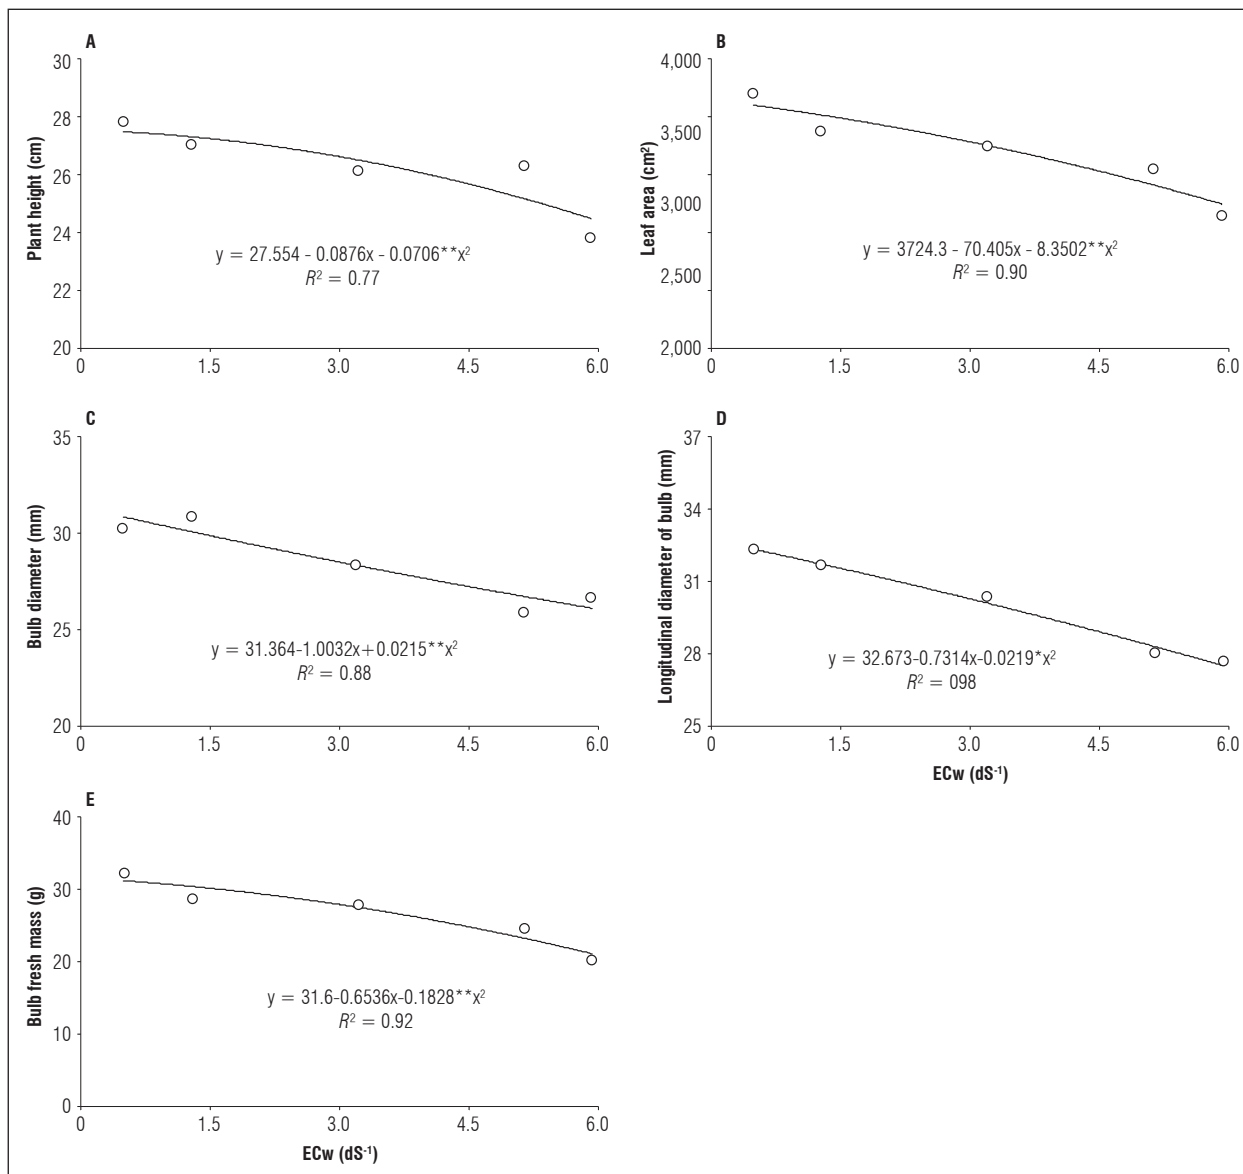 A
Plant height (cm)
30
28
26
24
22
20
0 1.5 3.0 4.5 6.0
y = 27.554 - 0.0876x - 0.0706**x²
R² = 0.77
B
Leaf area (cm²)
4,000
3,500
3,000
2,500
2,000
0 1.5 3.0 4.5 6.0
y = 3724.3 - 70.405x - 8.3502**x²
R² = 0.90
C
Bulb diameter (mm)
35
30
25
20
0 1.5 3.0 4.5 6.0
y = 31.364-1.0032x+0.0215**x²
R² = 0.88
D
Longitudinal diameter of bulb (mm)
37
34
31
28
25
0 1.5 3.0 4.5 6.0
y = 32.673-0.7314x-0.0219*x²
R² = 098
ECw (dS⁻¹)
E
Bulb fresh mass (g)
40
30
20
10
0
0 1.5 3.0 4.5 6.0
y = 31.6-0.6536x-0.1828**x²
R² = 0.92
ECw (dS⁻¹)